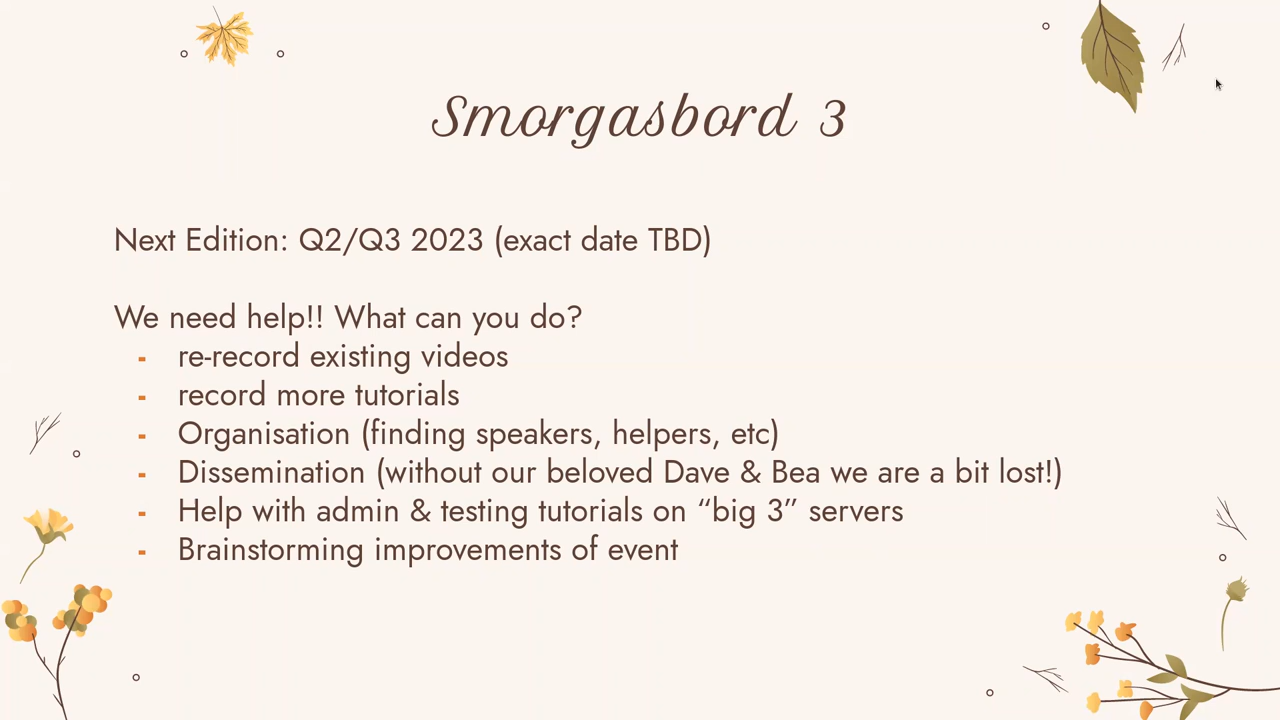 Smorgasbord 3
Next Edition: Q2/Q3 2023 (exact date TBD)
We need help!! What can you do?
- re-record existing videos
- record more tutorials
- Organisation (finding speakers, helpers, etc)
- Dissemination (without our beloved Dave & Bea we are a bit lost!)
- Help with admin & testing tutorials on “big 3” servers
- Brainstorming improvements of event